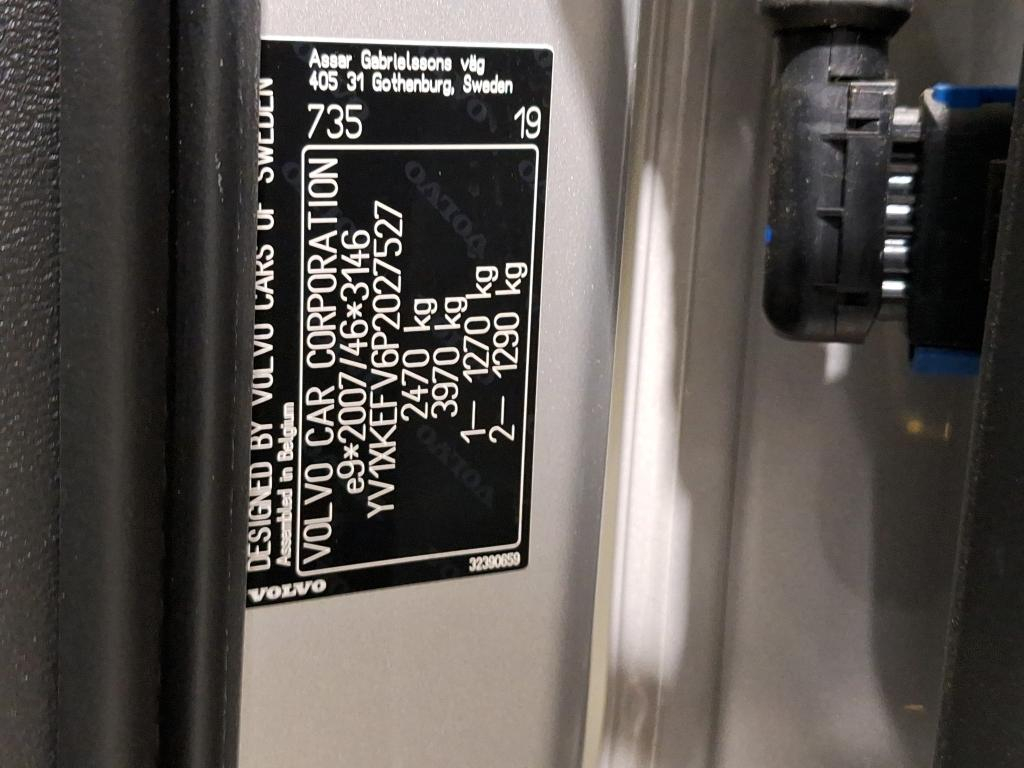 Assar Gabrielssons väg
405 31 Gothenburg, Sweden
735 19
DESIGNED BY VOLVO CARS OF SWEDEN
Assembled in Belgium
VOLVO CAR CORPORATION
e9*2007/46*3146
YV1XKEFV6P2027527
2470 kg
3970 kg
1– 1270 kg
2– 1290 kg
VOLVO
32390659